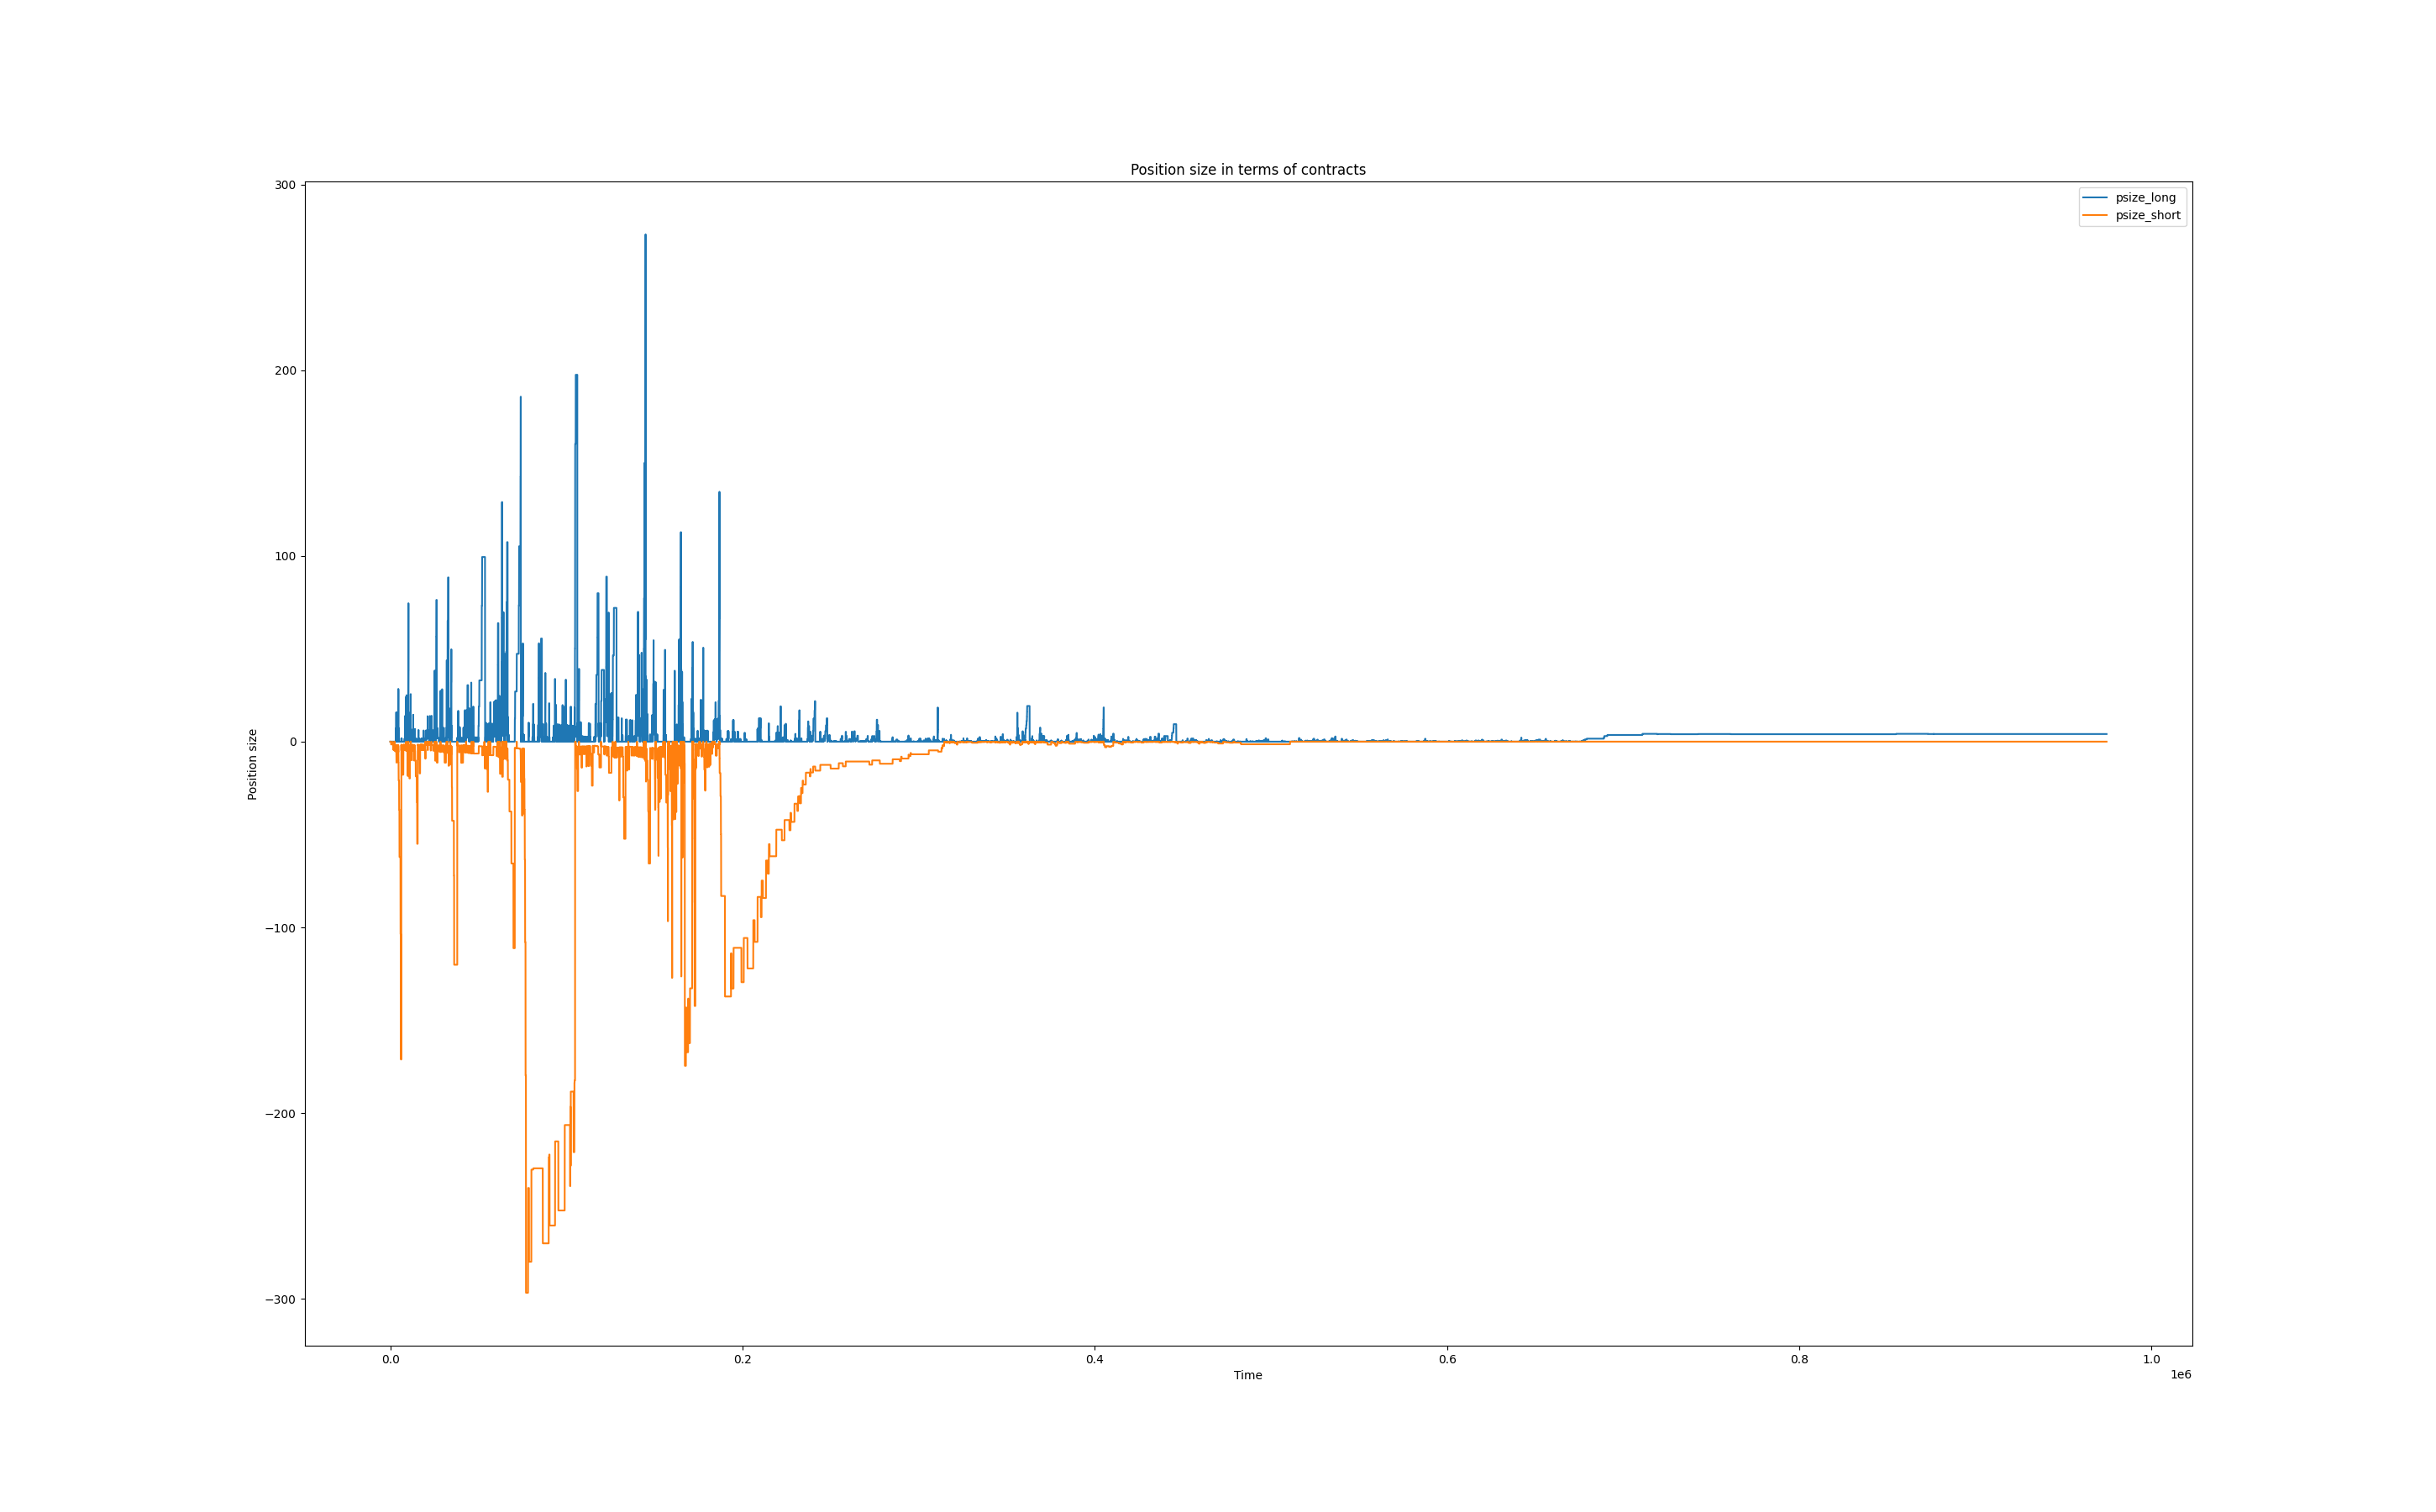 Position size in terms of contracts
psize_long
psize_short
Position size
300
200
100
0
−100
−200
−300
0.0
0.2
0.4
0.6
0.8
1.0
1e6
Time